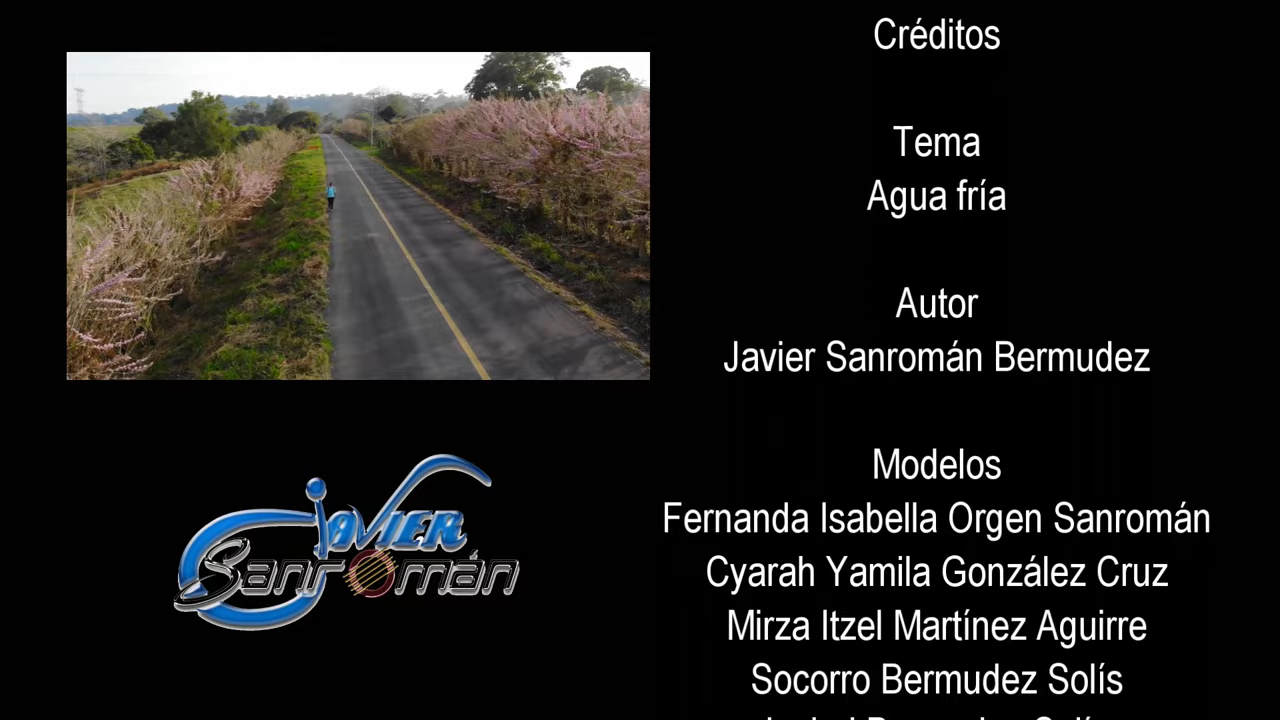 Créditos
Tema
Agua fría
Autor
Javier Sanromán Bermudez
Modelos
Fernanda Isabella Orgen Sanromán
Cyarah Yamila González Cruz
Mirza Itzel Martínez Aguirre
Socorro Bermudez Solís
JAVIER
Sanromán